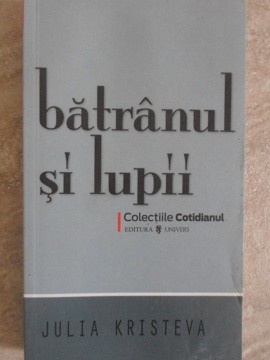 bătrânul
şi lupii
Colecţiile Cotidianul
EDITURA UNIVERS
JULIA KRISTEVA